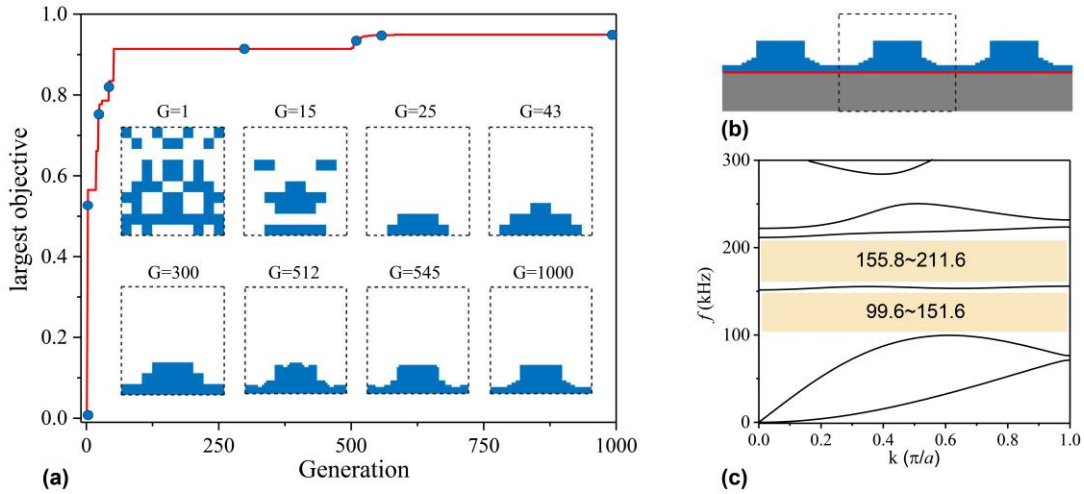 1.0
0.8
0.6
0.4
0.2
0.0
largest objective
G=1 G=15 G=25 G=43
G=300 G=512 G=545 G=1000
0 250 500 750 1000
Generation
(a)
(b)
300
200
100
0
f (kHz)
155.8~211.6
99.6~151.6
0.0 0.2 0.4 0.6 0.8 1.0
k (π/a)
(c)